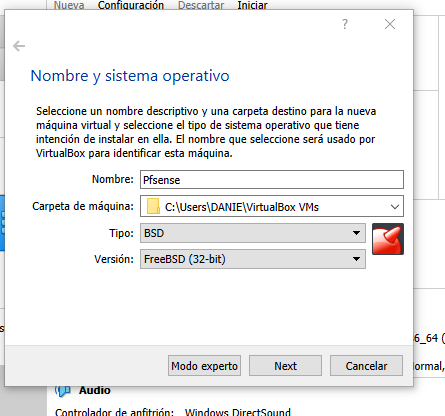 Nueva Configuración Descartar Iniciar
?
Nombre y sistema operativo
Seleccione un nombre descriptivo y una carpeta destino para la nueva
máquina virtual y seleccione el tipo de sistema operativo que tiene
intención de instalar en ella. El nombre que seleccione será usado por
VirtualBox para identificar esta máquina.
Nombre: Pfsense
Carpeta de máquina: C:\Users\DANIE\VirtualBox VMs
Tipo: BSD
Versión: FreeBSD (32-bit)
6_64 (
Modo experto Next Cancelar
ormal,
Audio
Controlador de anfitrión: Windows DirectSound